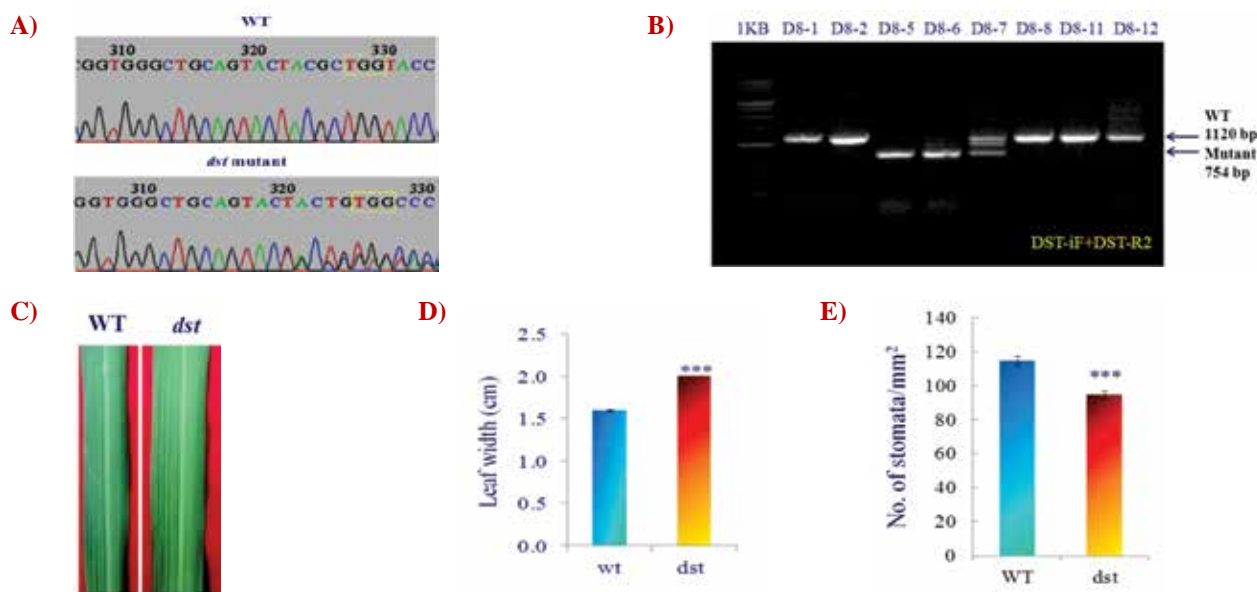 A)
WT
310 320 330
CGGTGGGCTGCAGTACTACGCTGGTACC
dst mutant
310 320 330
GGTGGGCTGCAGTACTACTGTGGCCC
B)
1KB D8-1 D8-2 D8-5 D8-6 D8-7 D8-8 D8-11 D8-12
WT
1120 bp
Mutant
754 bp
DST-iF+DST-R2
C)
WT dst
D)
Leaf width (cm)
2.5
2.0
1.5
1.0
0.5
0.0
***
wt dst
E)
No. of stomata/mm²
140
120
100
80
60
40
20
0
***
WT dst